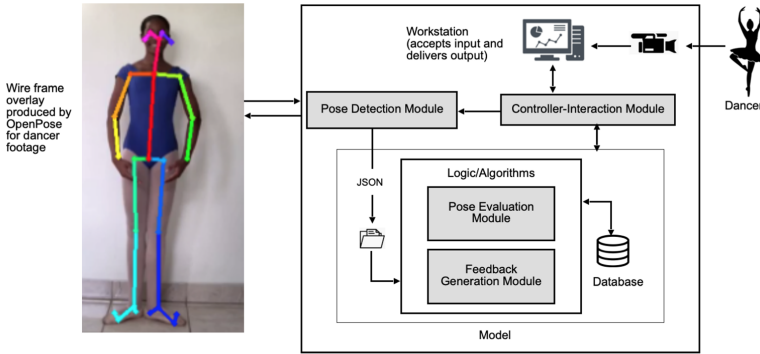 Wire frame
overlay
produced by
OpenPose
for dancer
footage
Workstation
(accepts input and
delivers output)
Dancer
Pose Detection Module
Controller-Interaction Module
JSON
Logic/Algorithms
Pose Evaluation
Module
Feedback
Generation Module
Database
Model